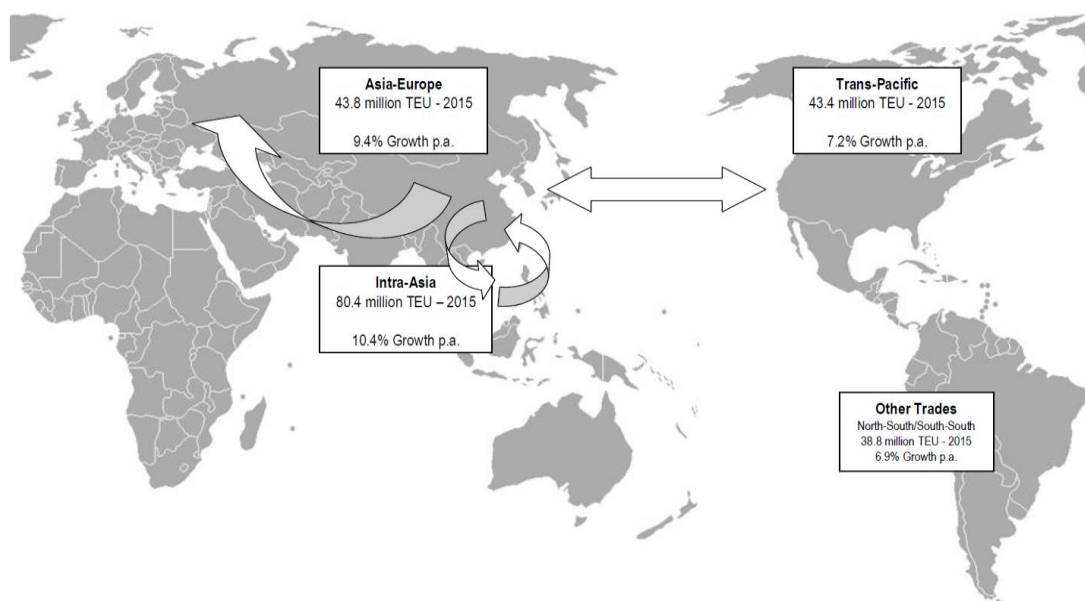 Asia-Europe
43.8 million TEU - 2015
9.4% Growth p.a.
Trans-Pacific
43.4 million TEU - 2015
7.2% Growth p.a.
Intra-Asia
80.4 million TEU – 2015
10.4% Growth p.a.
Other Trades
North-South/South-South
38.8 million TEU - 2015
6.9% Growth p.a.